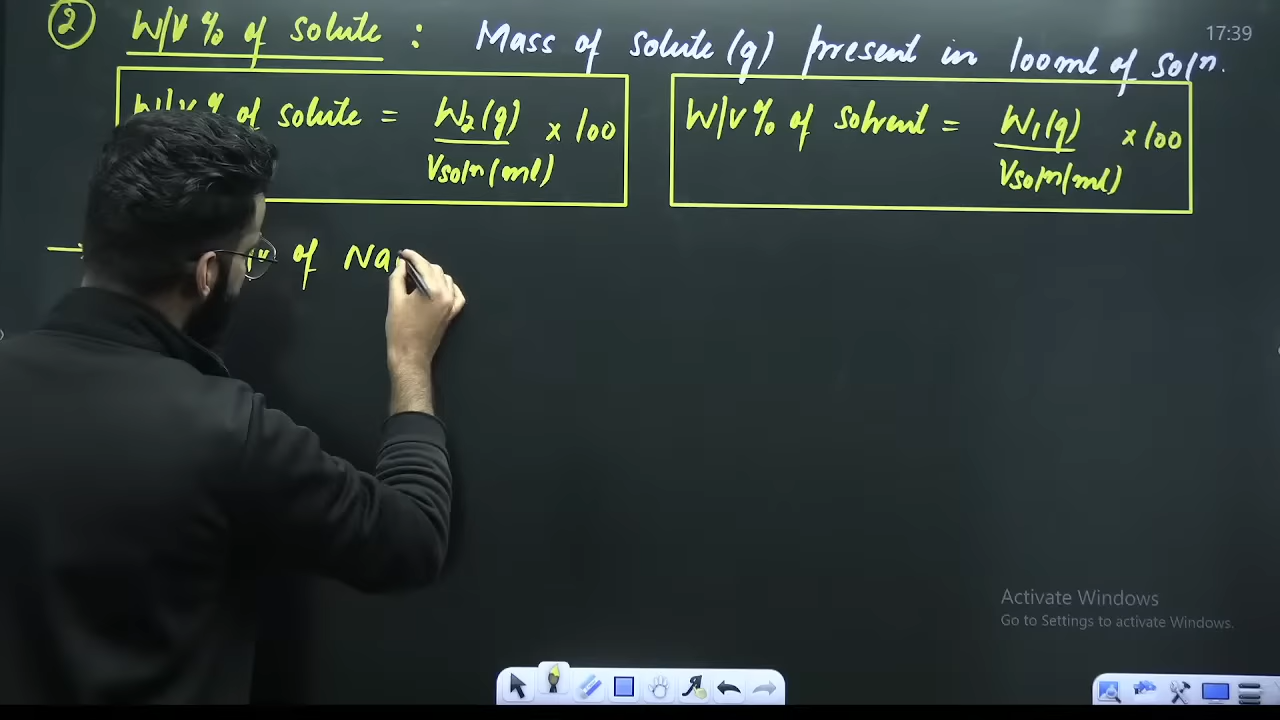 ② W/V % of solute : Mass of solute (g) present in 100ml of solⁿ.
W/V % of solute = W₂(g) / Vsolⁿ(ml) × 100
W/V % of solvent = W₁(g) / Vsolⁿ(ml) × 100
→ of Na
17:39
Activate Windows
Go to Settings to activate Windows.